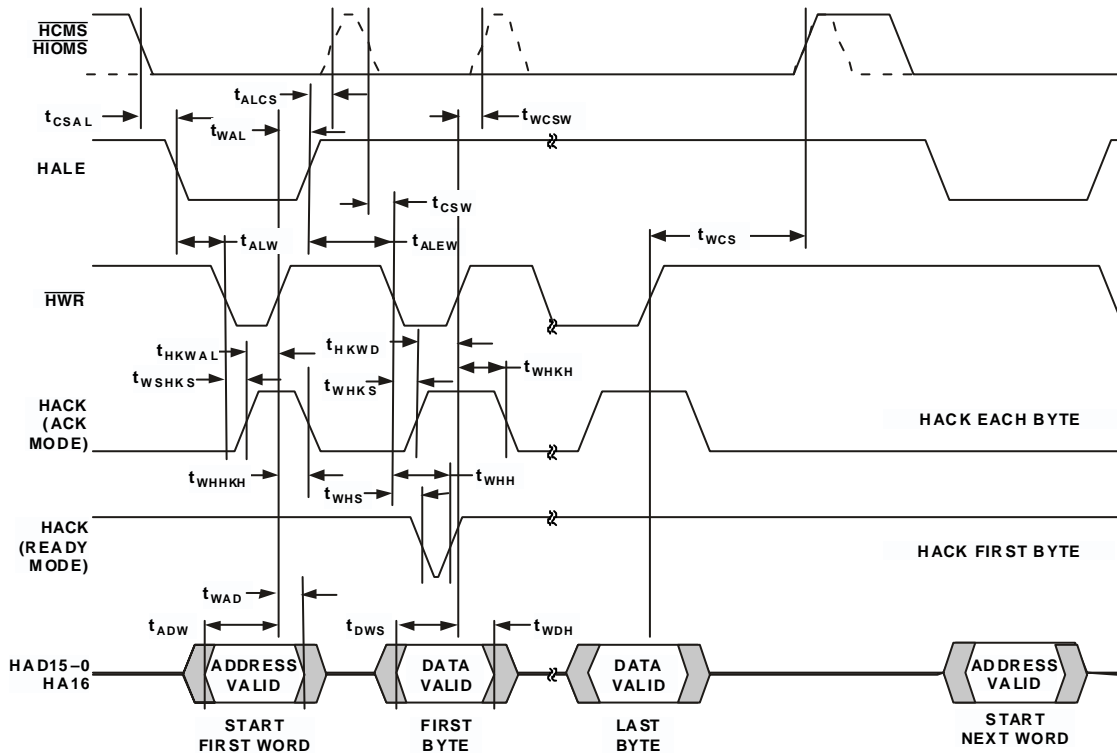 HCMS
HIOMS
tALCS
tCSAL
tWAL
tWCSW
HALE
tCSW
tALW
tALEW
tWCS
HWR
tHKWAL
tHKWD
tWHKH
tWSHKS
tWHKS
HACK
(ACK
MODE)
HACK EACH BYTE
tWHHKH
tWHS
tWHH
HACK
(READY
MODE)
HACK FIRST BYTE
tWAD
tADW
tDWS
tWDH
HAD15–0
HA16
ADDRESS
VALID
DATA
VALID
DATA
VALID
ADDRESS
VALID
START
FIRST WORD
FIRST
BYTE
LAST
BYTE
START
NEXT WORD